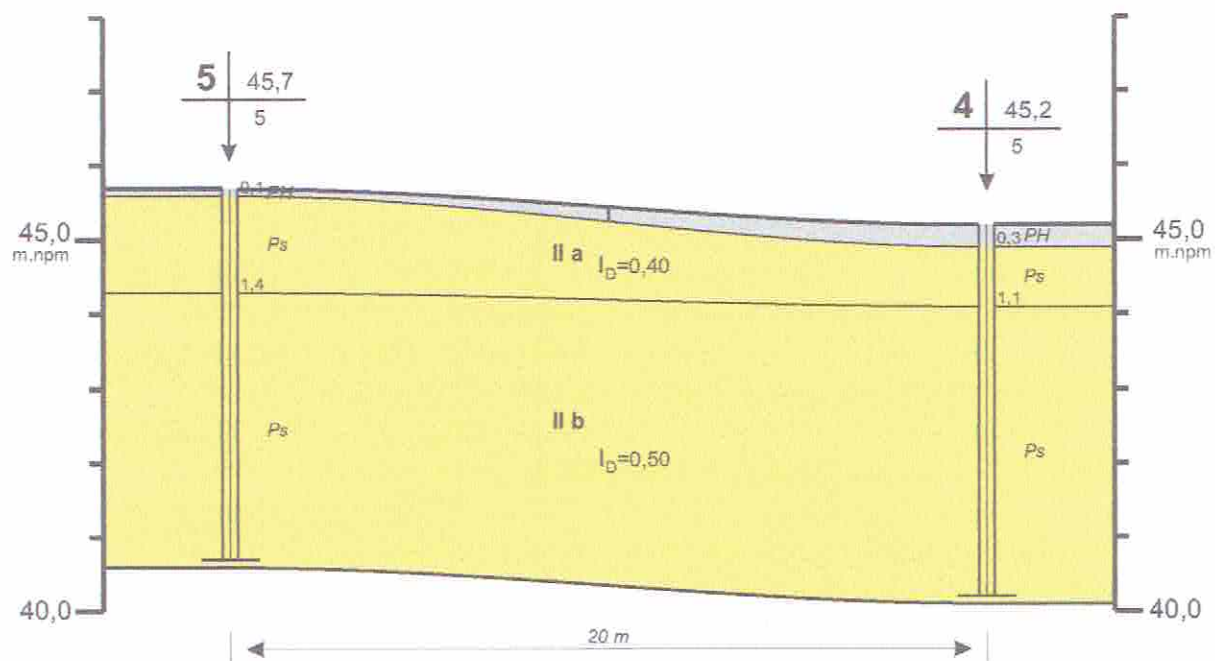 5 45,7
5
4 45,2
5
0,1 PH
45,0
m.npm
45,0
m.npm
0,3 PH
Ps
II a
I_D=0,40
Ps
1,4
1,1
Ps
II b
I_D=0,50
Ps
40,0
40,0
20 m